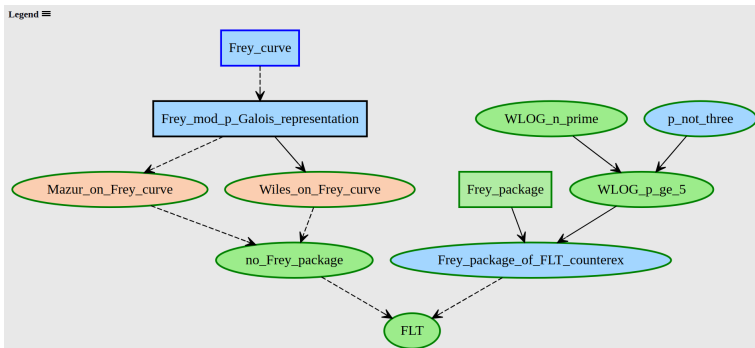 Legend
Frey_curve
Frey_mod_p_Galois_representation
WLOG_n_prime
p_not_three
Mazur_on_Frey_curve
Wiles_on_Frey_curve
Frey_package
WLOG_p_ge_5
no_Frey_package
Frey_package_of_FLT_counterex
FLT